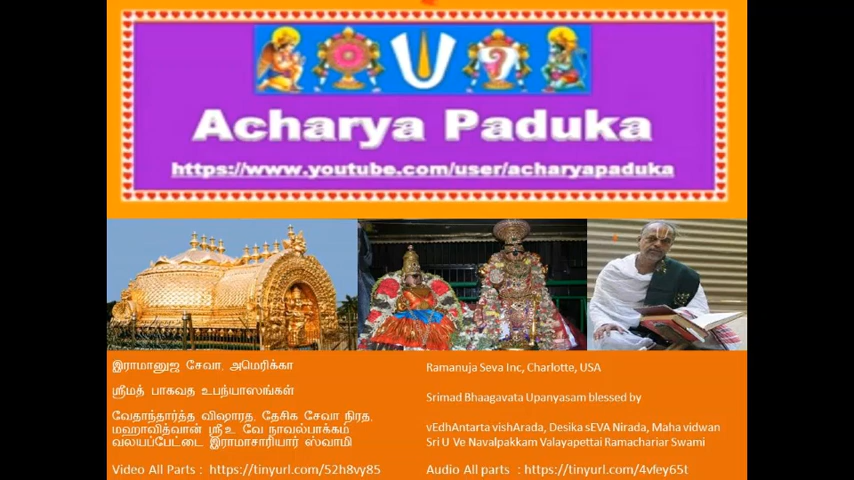 Acharya Paduka
https://www.youtube.com/user/acharyapaduka
இராமானுஜ சேவா, அமெரிக்கா
ஸ்ரீமத் பாகவத உபந்யாஸங்கள்
வேதாந்தார்த்த விஷாரத, தேசிக சேவா நிரத,
மஹாவித்வான் ஸ்ரீ உ வே நாவல்பாக்கம்
வலயப்பேட்டை இராமாசாரியார் ஸ்வாமி
Video All Parts : https://tinyurl.com/52h8vy85
Ramanuja Seva Inc, Charlotte, USA
Srimad Bhaagavata Upanyasam blessed by
vEdhAntarta vishArada, Desika sEVA Nirada, Maha vidwan
Sri U Ve Navalpakkam Valayapettai Ramachariar Swami
Audio All parts : https://tinyurl.com/4vfey65t